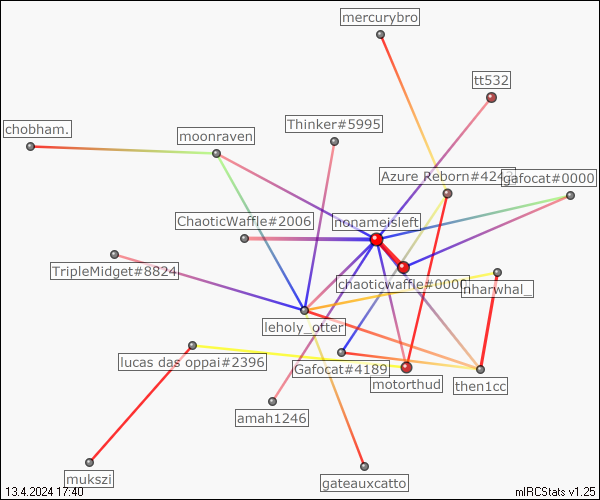 mercurybro
tt532
chobham.
moonraven
Thinker#5995
Azure Reborn#424
gafocat#0000
ChaoticWaffle#2006
nonameisleft
TripleMidget#8824
chaoticwaffle#0000
nharwhal_
leholy_otter
lucas das oppai#2396
Gafocat#4189
motorthud
then1cc
amah1246
mukszi
gateauxcatto
13.4.2024 17:40
mIRCStats v1.25